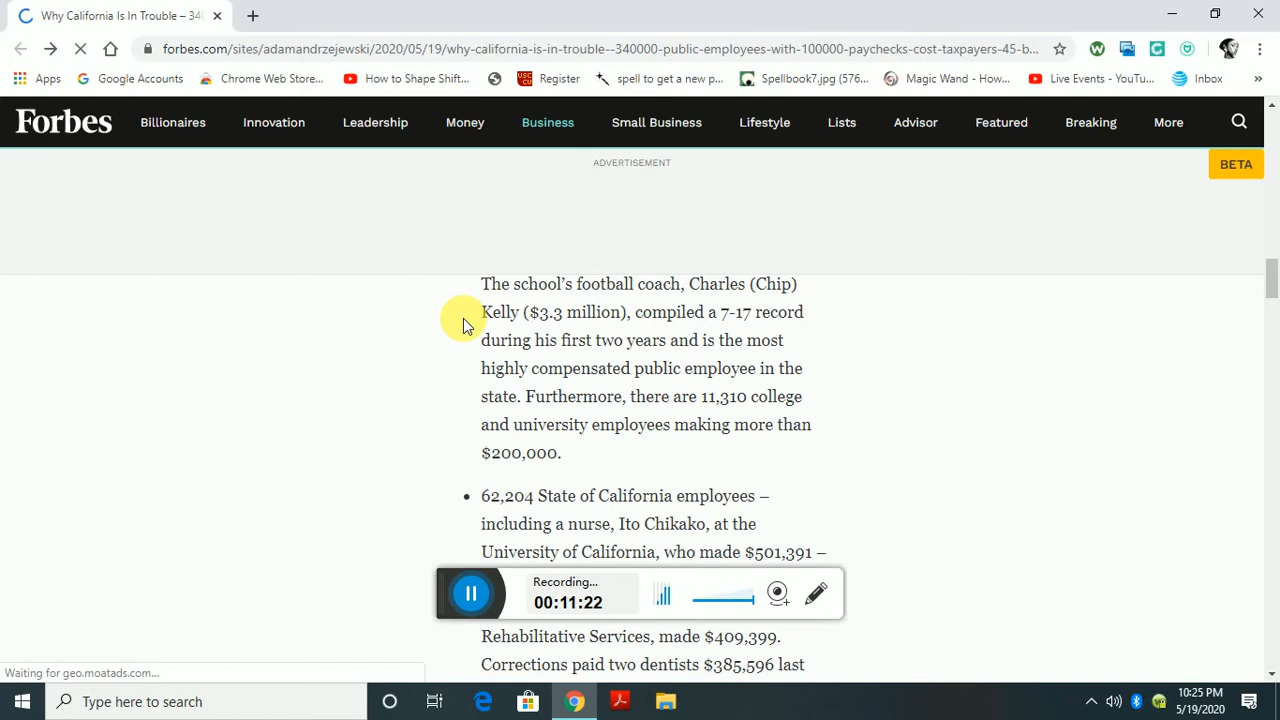 Why California Is In Trouble – 340
forbes.com/sites/adamandrzejewski/2020/05/19/why-california-is-in-trouble--340000-public-employees-with-100000-paychecks-cost-taxpayers-45-b...
Apps Google Accounts Chrome Web Store... How to Shape Shift... Register spell to get a new p... Spellbook7.jpg (576... Magic Wand - How... Live Events - YouTu... Inbox »
Forbes Billionaires Innovation Leadership Money Business Small Business Lifestyle Lists Advisor Featured Breaking More
ADVERTISEMENT
BETA
The school's football coach, Charles (Chip)
Kelly ($3.3 million), compiled a 7-17 record
during his first two years and is the most
highly compensated public employee in the
state. Furthermore, there are 11,310 college
and university employees making more than
$200,000.
• 62,204 State of California employees –
including a nurse, Ito Chikako, at the
University of California, who made $501,391 –
Recording...
00:11:22
Rehabilitative Services, made $409,399.
Corrections paid two dentists $385,596 last
Waiting for geo.moatads.com...
Type here to search
10:25 PM
5/19/2020